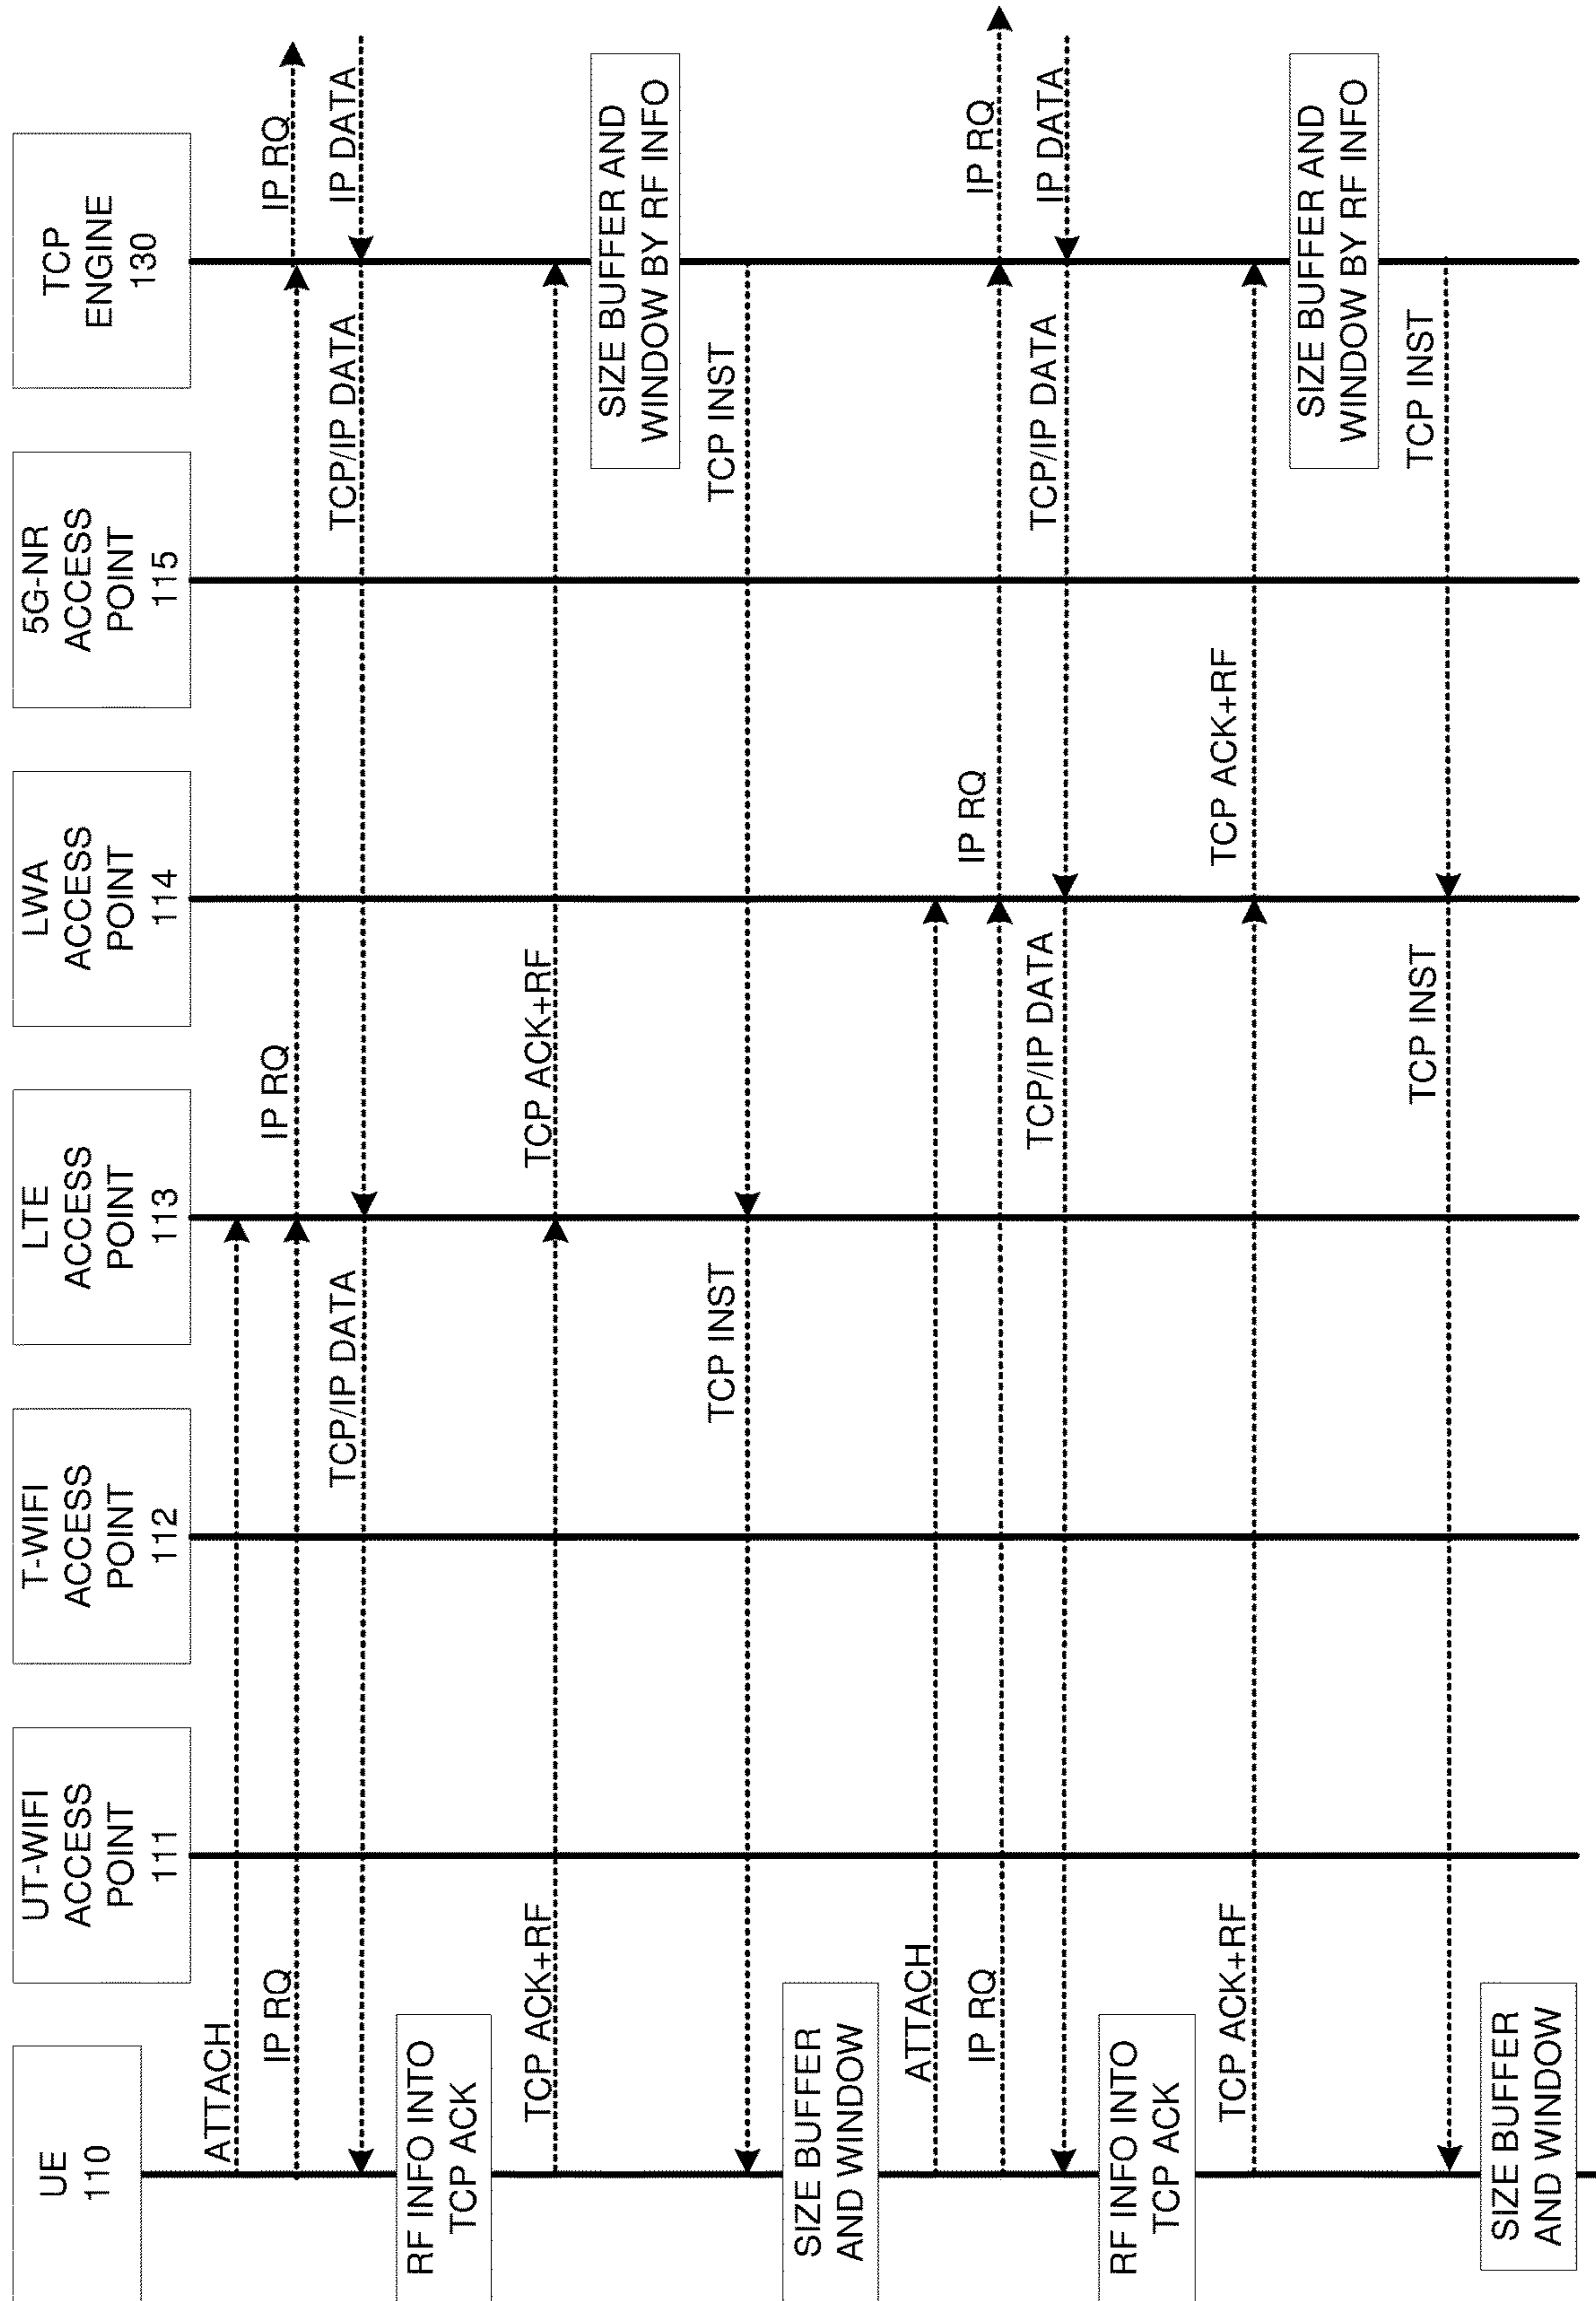 UE
110
UT-WIFI
ACCESS
POINT
111
T-WIFI
ACCESS
POINT
112
LTE
ACCESS
POINT
113
LWA
ACCESS
POINT
114
5G-NR
ACCESS
POINT
115
TCP
ENGINE
130
ATTACH
IP RQ
IP RQ
IP RQ
TCP/IP DATA
TCP/IP DATA
IP DATA
RF INFO INTO
TCP ACK
TCP ACK+RF
TCP ACK+RF
SIZE BUFFER AND
WINDOW BY RF INFO
TCP INST
TCP INST
SIZE BUFFER
AND WINDOW
ATTACH
IP RQ
IP RQ
IP RQ
TCP/IP DATA
TCP/IP DATA
IP DATA
RF INFO INTO
TCP ACK
TCP ACK+RF
TCP ACK+RF
SIZE BUFFER AND
WINDOW BY RF INFO
TCP INST
TCP INST
SIZE BUFFER
AND WINDOW